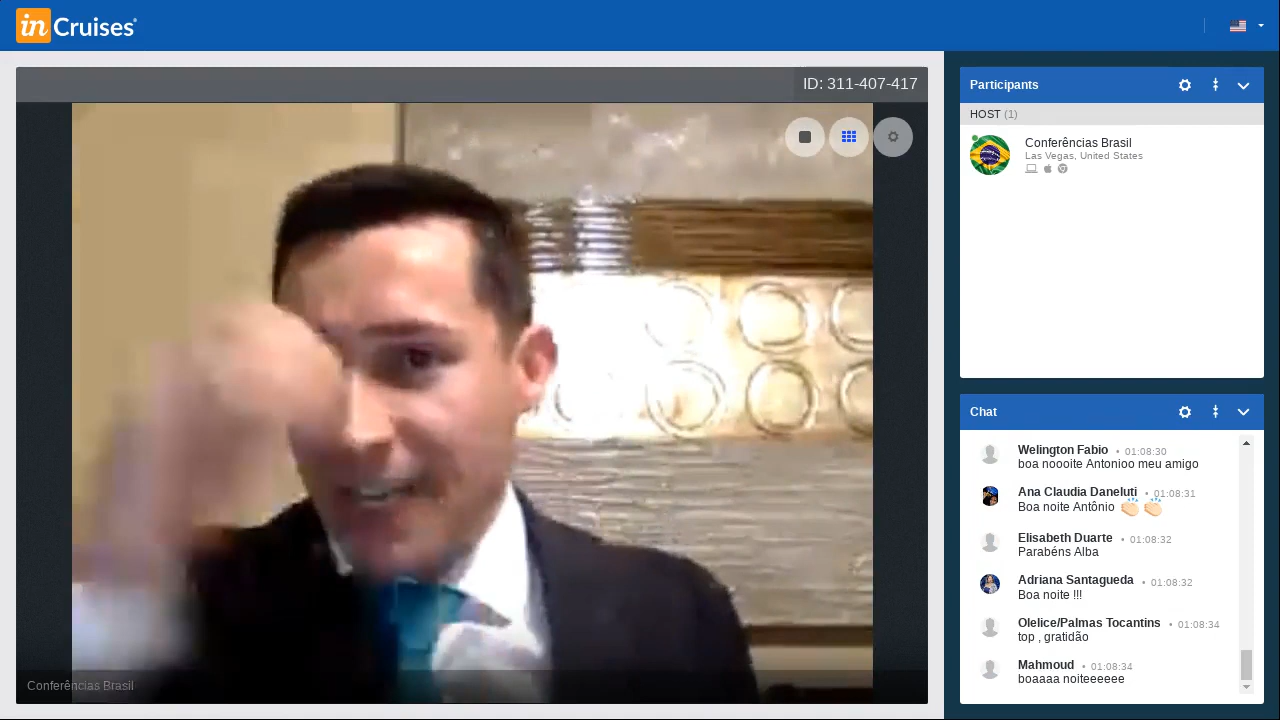 in Cruises
ID: 311-407-417
Conferências Brasil
Participants
HOST (1)
Conferências Brasil
Las Vegas, United States
Chat
Welington Fabio • 01:08:30
boa noooite Antonioo meu amigo
Ana Claudia Daneluti • 01:08:31
Boa noite Antônio 👏🏻 👏🏻
Elisabeth Duarte • 01:08:32
Parabéns Alba
Adriana Santagueda • 01:08:32
Boa noite !!!
Olelice/Palmas Tocantins • 01:08:34
top , gratidão
Mahmoud • 01:08:34
boaaaa noiteeeeee